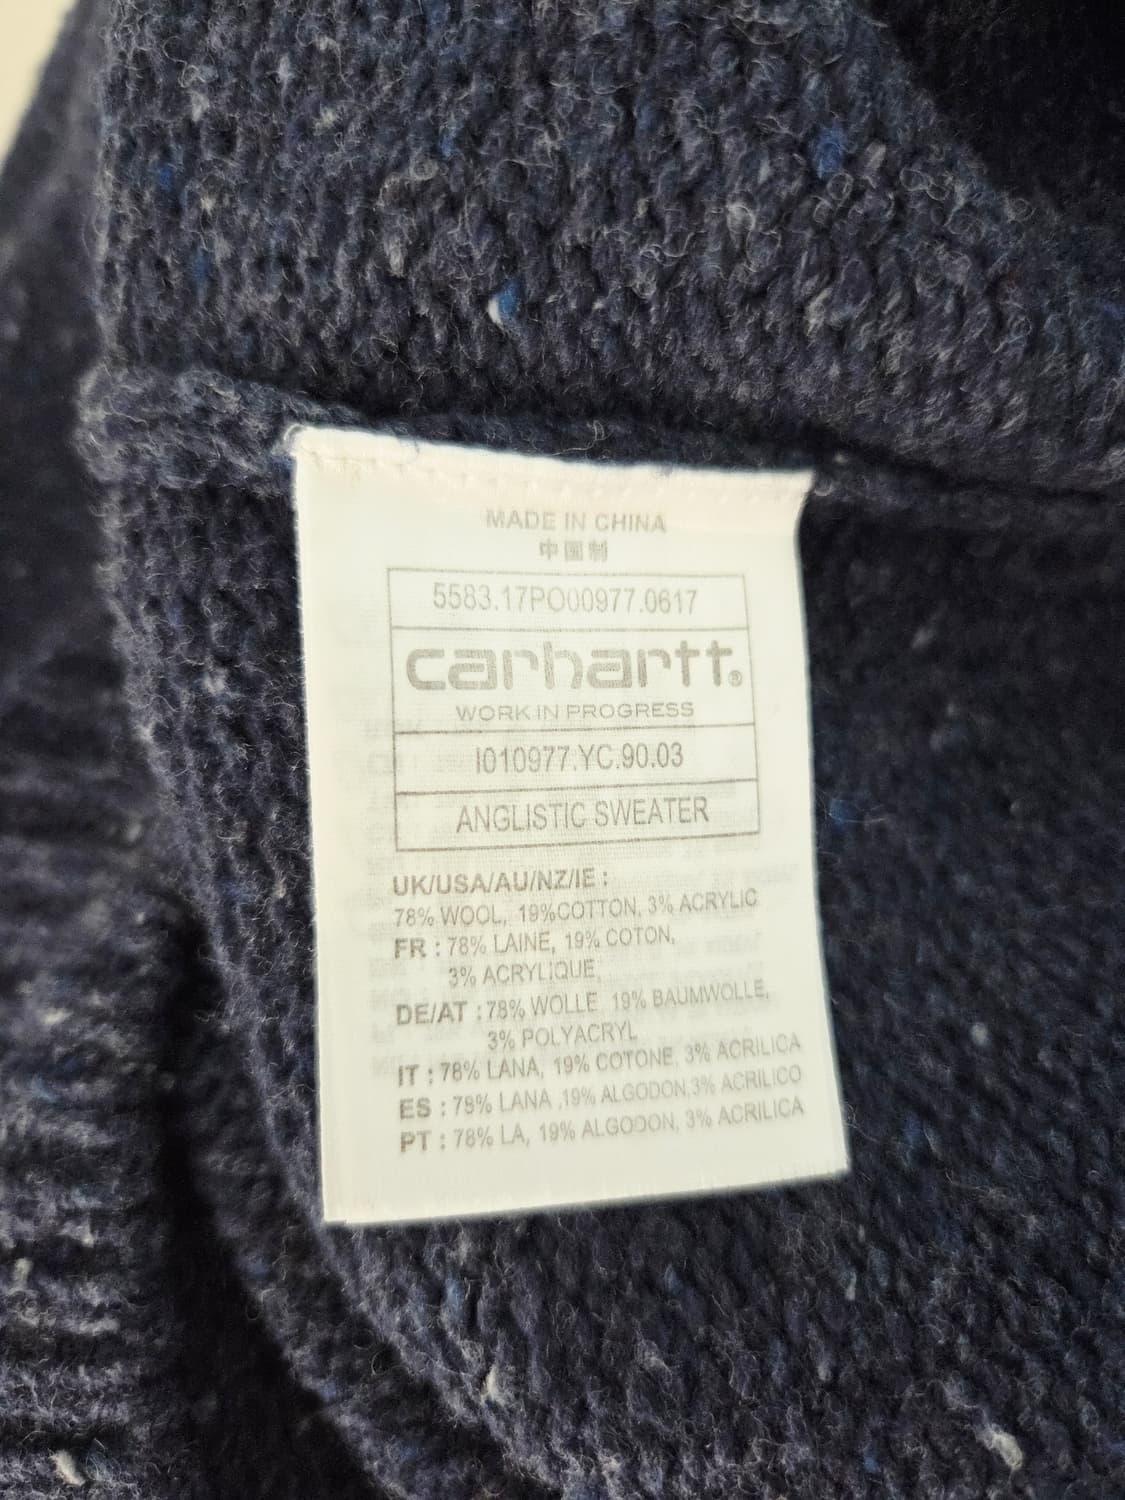 MADE IN CHINA
中国制
5583.17PO00977.0617
carhartt®
WORK IN PROGRESS
I010977.YC.90.03
ANGLISTIC SWEATER
UK/USA/AU/NZ/IE :
78% WOOL, 19%COTTON, 3% ACRYLIC
FR : 78% LAINE, 19% COTON,
3% ACRYLIQUE,
DE/AT :78% WOLLE, 19% BAUMWOLLE,
3% POLYACRYL
IT : 78% LANA, 19% COTONE, 3% ACRILICA
ES : 78% LANA ,19% ALGODON,3% ACRILICO
PT : 78% LA, 19% ALGODON, 3% ACRILICA